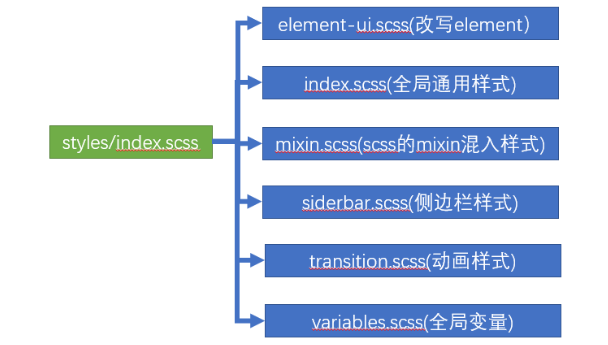 element-ui.scss(改写element)
index.scss(全局通用样式)
styles/index.scss
mixin.scss(scss的mixin混入样式)
siderbar.scss(侧边栏样式)
transition.scss(动画样式)
variables.scss(全局变量)